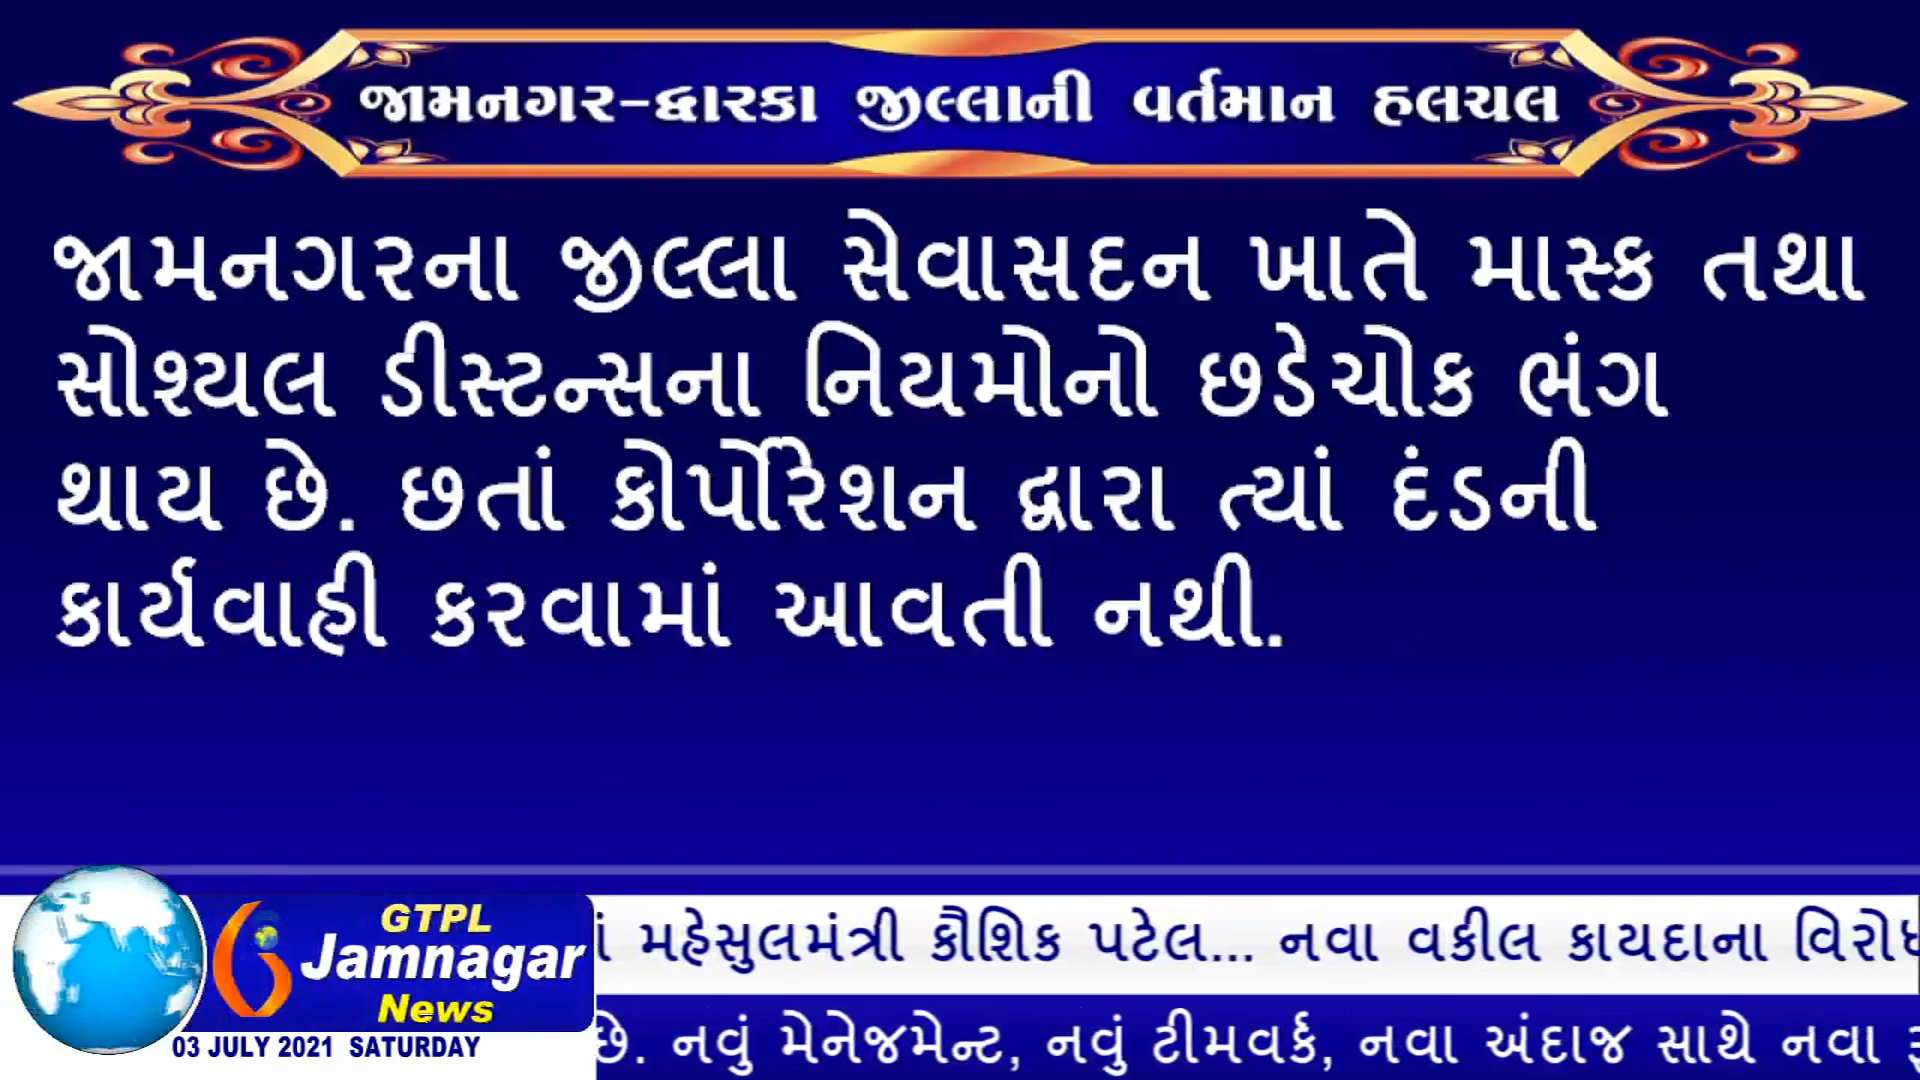 જામનગર-દ્વારકા જીલ્લાની વર્તમાન હલચલ
જામનગરના જીલ્લા સેવાસદન ખાતે માસ્ક તથા
સોશ્યલ ડીસ્ટન્સના નિયમોનો છડેચોક ભંગ
થાય છે. છતાં કોર્પોરેશન દ્વારા ત્યાં દંડની
કાર્યવાહી કરવામાં આવતી નથી.
GTPL
Jamnagar
News
03 JULY 2021 SATURDAY
મહેસુલમંત્રી કૌશિક પટેલ... નવા વકીલ કાયદાના
છે. નવું મેનેજમેન્ટ, નવું ટીમવર્ક, નવા અંદાજ સાથે નવા